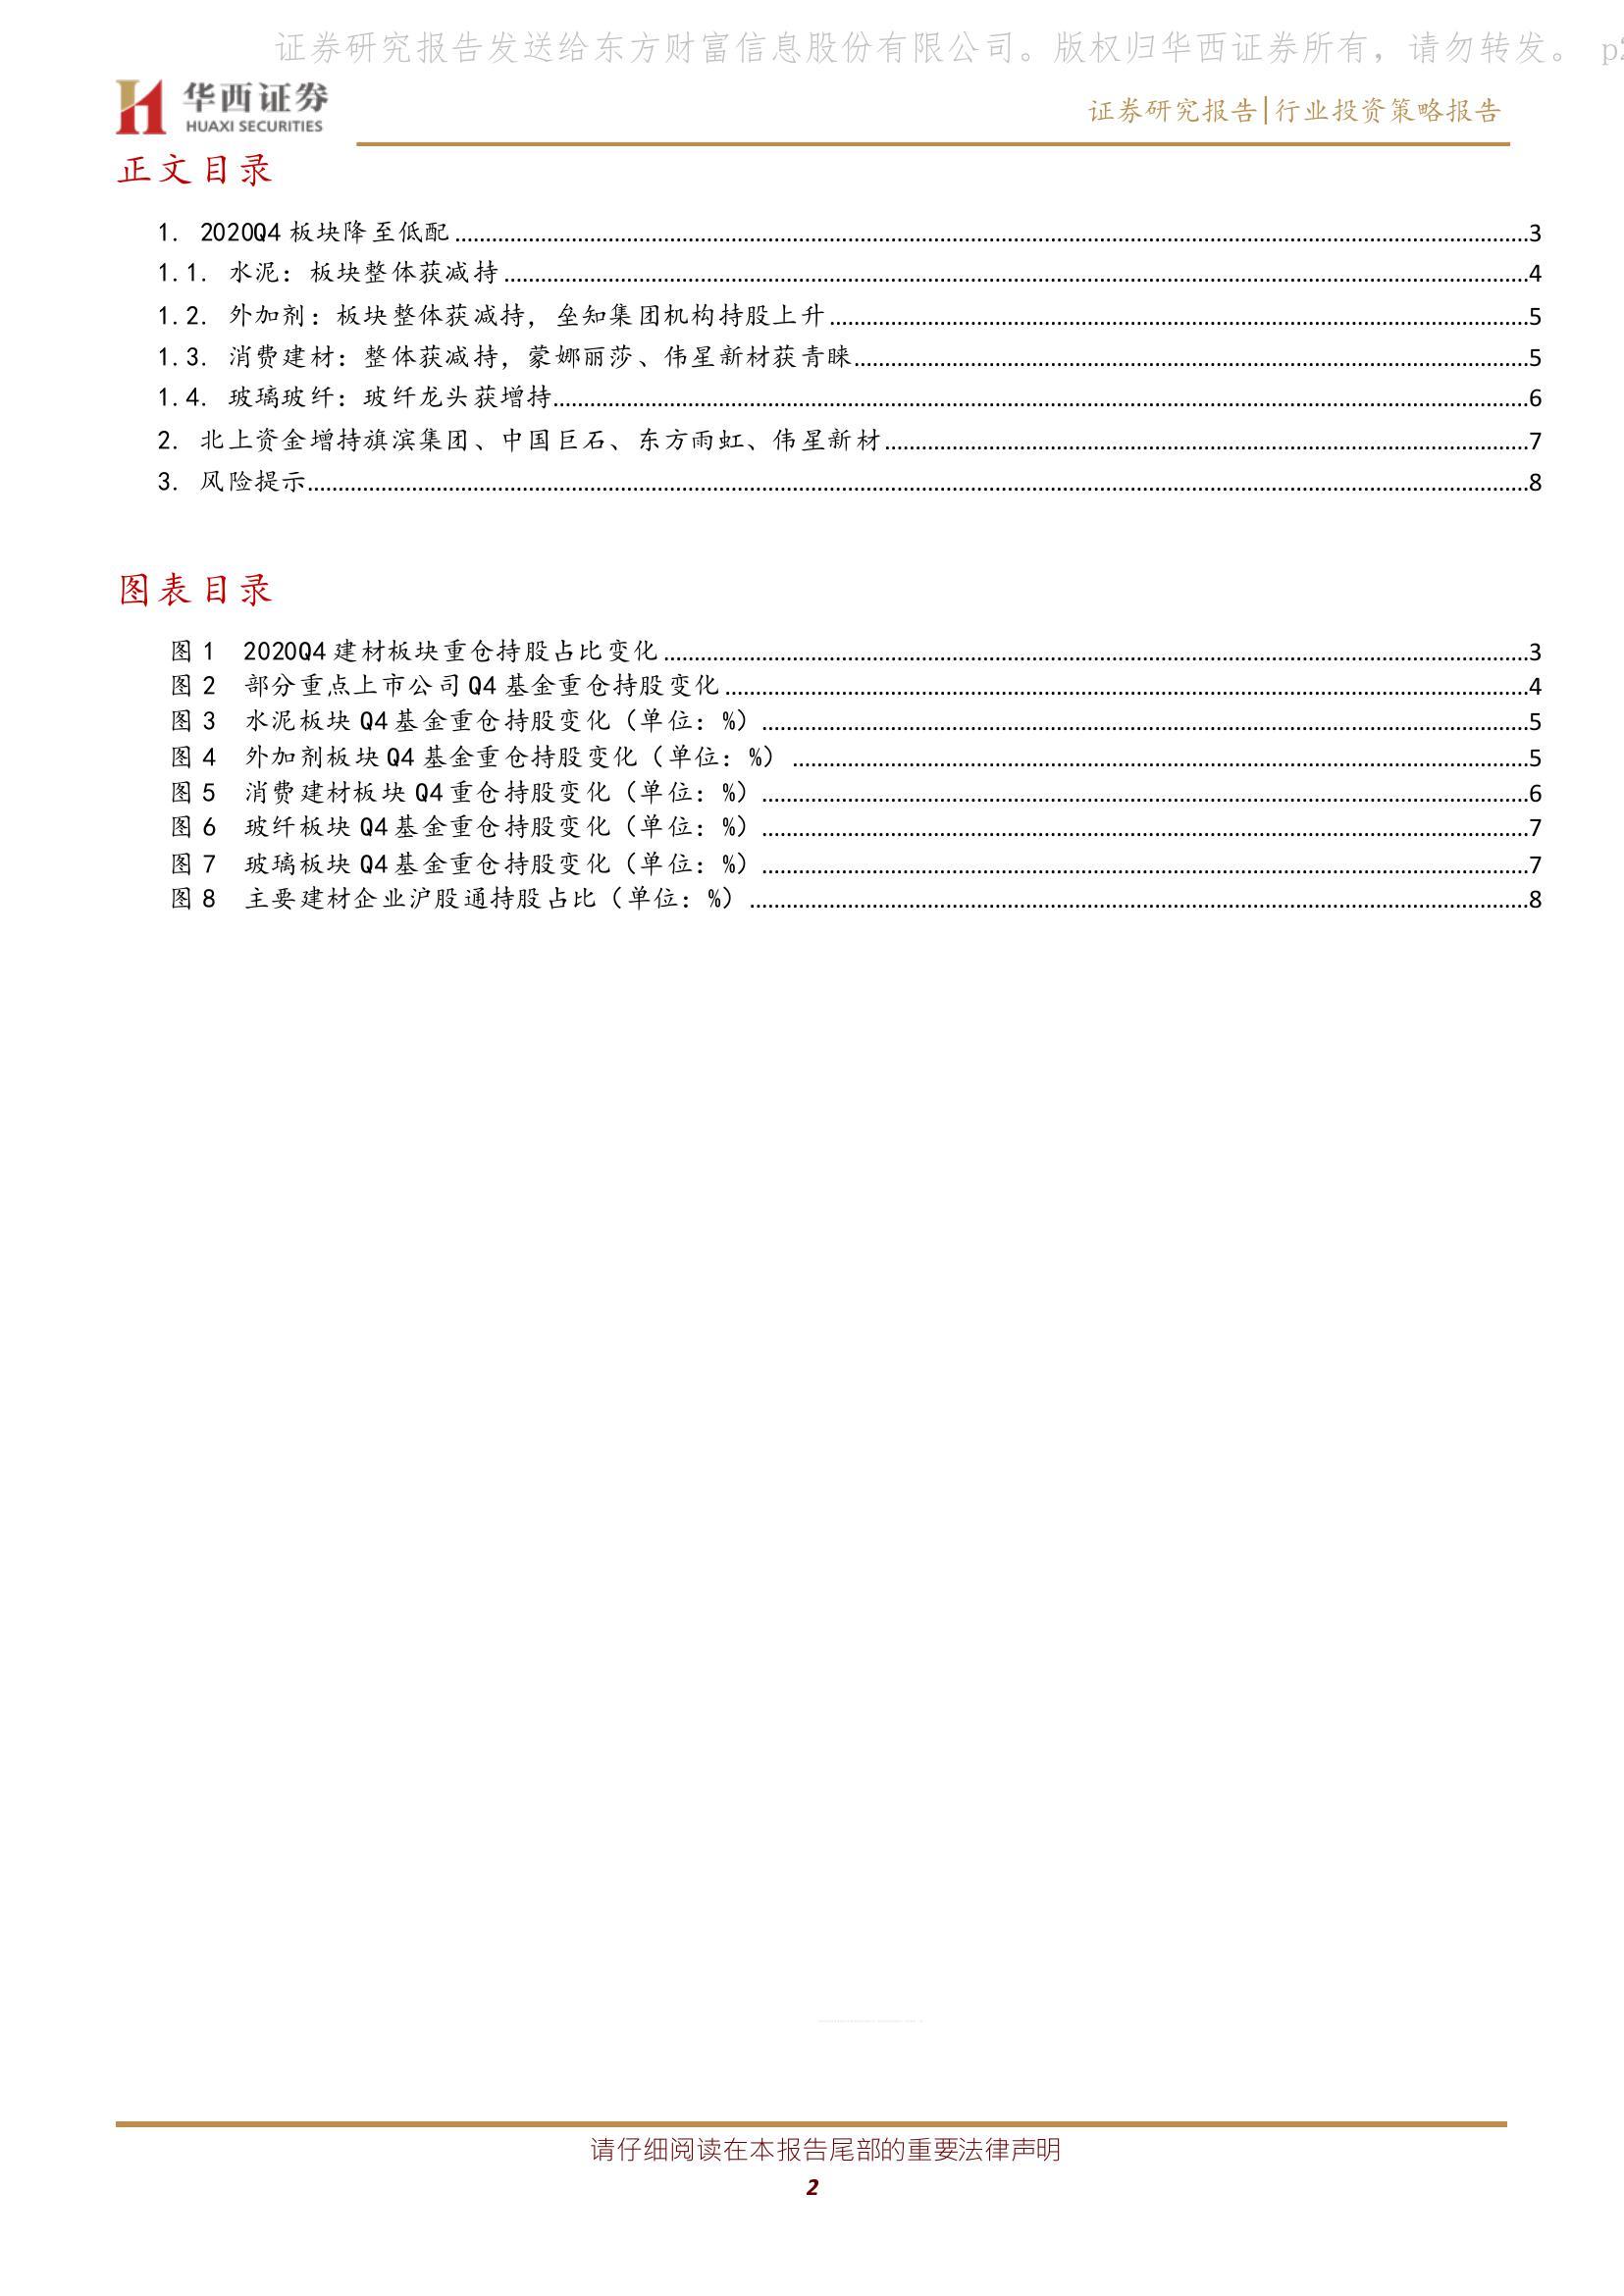 证券研究报告发送给东方财富信息股份有限公司。版权归华西证券所有，请勿转发。 p2
华西证券
HUAXI SECURITIES
证券研究报告|行业投资策略报告
正文目录
1. 2020Q4 板块降至低配........3
1.1. 水泥：板块整体获减持........4
1.2. 外加剂：板块整体获减持，垒知集团机构持股上升........5
1.3. 消费建材：整体获减持，蒙娜丽莎、伟星新材获青睐........5
1.4. 玻璃玻纤：玻纤龙头获增持........6
2. 北上资金增持旗滨集团、中国巨石、东方雨虹、伟星新材........7
3. 风险提示........8
图表目录
图 1 2020Q4 建材板块重仓持股占比变化........3
图 2 部分重点上市公司 Q4 基金重仓持股变化........4
图 3 水泥板块 Q4 基金重仓持股变化（单位：%）........5
图 4 外加剂板块 Q4 基金重仓持股变化（单位：%）........5
图 5 消费建材板块 Q4 重仓持股变化（单位：%）........6
图 6 玻纤板块 Q4 基金重仓持股变化（单位：%）........7
图 7 玻璃板块 Q4 基金重仓持股变化（单位：%）........7
图 8 主要建材企业沪股通持股占比（单位：%）........8
请仔细阅读在本报告尾部的重要法律声明
2